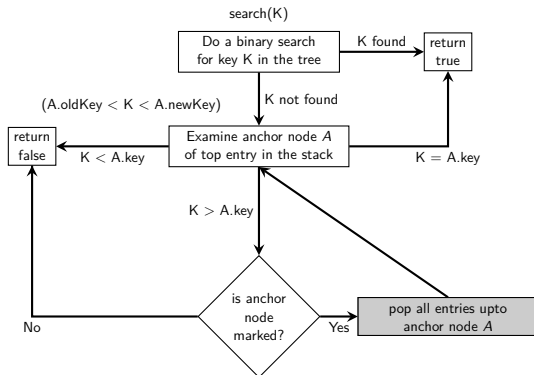 search(K)
Do a binary search
for key K in the tree
K found
return
true
K not found
(A.oldKey < K < A.newKey)
return
false
K < A.key
Examine anchor node A
of top entry in the stack
K = A.key
K > A.key
is anchor
node
marked?
No
Yes
pop all entries upto
anchor node A